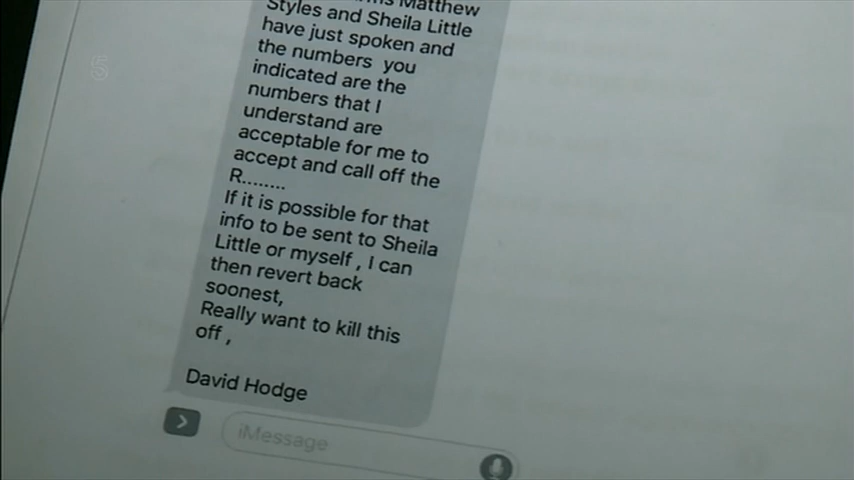 Matthew
Styles and Sheila Little
have just spoken and
the numbers you
indicated are the
numbers that I
understand are
acceptable for me to
accept and call off the
R........
If it is possible for that
info to be sent to Sheila
Little or myself , I can
then revert back
soonest,
Really want to kill this
off ,
David Hodge
iMessage
5